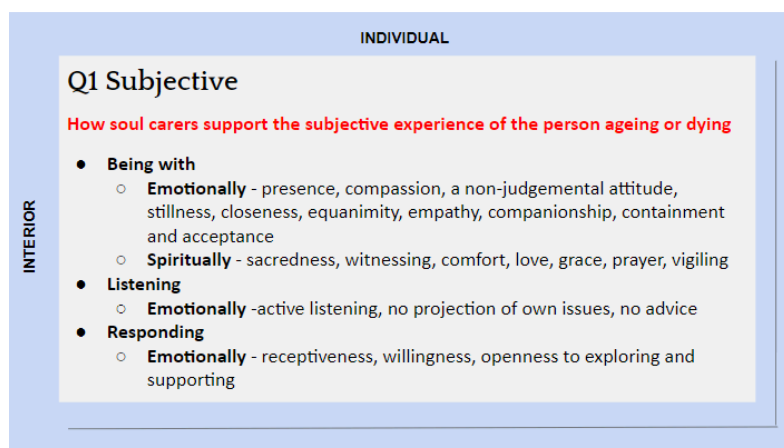 INDIVIDUAL
Q1 Subjective
How soul carers support the subjective experience of the person ageing or dying
● Being with
○ Emotionally - presence, compassion, a non-judgemental attitude,
stillness, closeness, equanimity, empathy, companionship, containment
and acceptance
○ Spiritually - sacredness, witnessing, comfort, love, grace, prayer, vigiling
● Listening
○ Emotionally -active listening, no projection of own issues, no advice
● Responding
○ Emotionally - receptiveness, willingness, openness to exploring and
supporting
INTERIOR